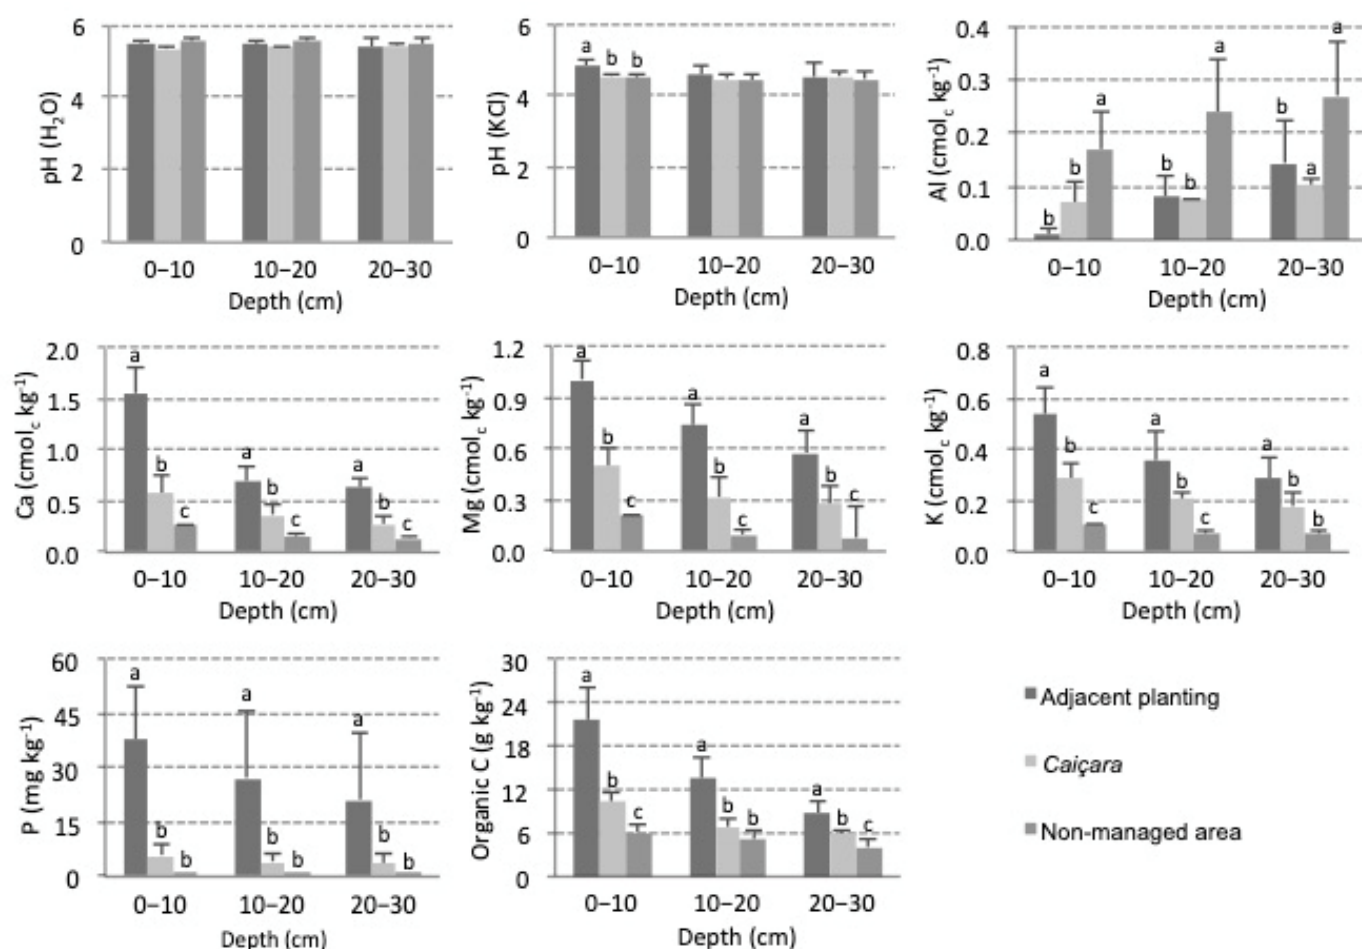 pH (H₂O)
6
4
2
0
0–10 10–20 20–30
Depth (cm)
pH (KCl)
6
4
2
0
a b b
0–10 10–20 20–30
Depth (cm)
Al (cmolc kg⁻¹)
0.4
0.3
0.2
0.1
0.0
b b a
b b a
b a a
0–10 10–20 20–30
Depth (cm)
Ca (cmolc kg⁻¹)
2.0
1.5
1.0
0.5
0.0
a b c
a b c
a b c
0–10 10–20 20–30
Depth (cm)
Mg (cmolc kg⁻¹)
1.2
0.9
0.6
0.3
0.0
a b c
a b c
a b c
0–10 10–20 20–30
Depth (cm)
K (cmolc kg⁻¹)
0.8
0.6
0.4
0.2
0.0
a b c
a b c
a b b
0–10 10–20 20–30
Depth (cm)
P (mg kg⁻¹)
60
45
30
15
0
a b b
a b b
a b b
0–10 10–20 20–30
Depth (cm)
Organic C (g kg⁻¹)
30
24
18
12
6
0
a b c
a b b
a b c
0–10 10–20 20–30
Depth (cm)
Adjacent planting
Caiçara
Non-managed area